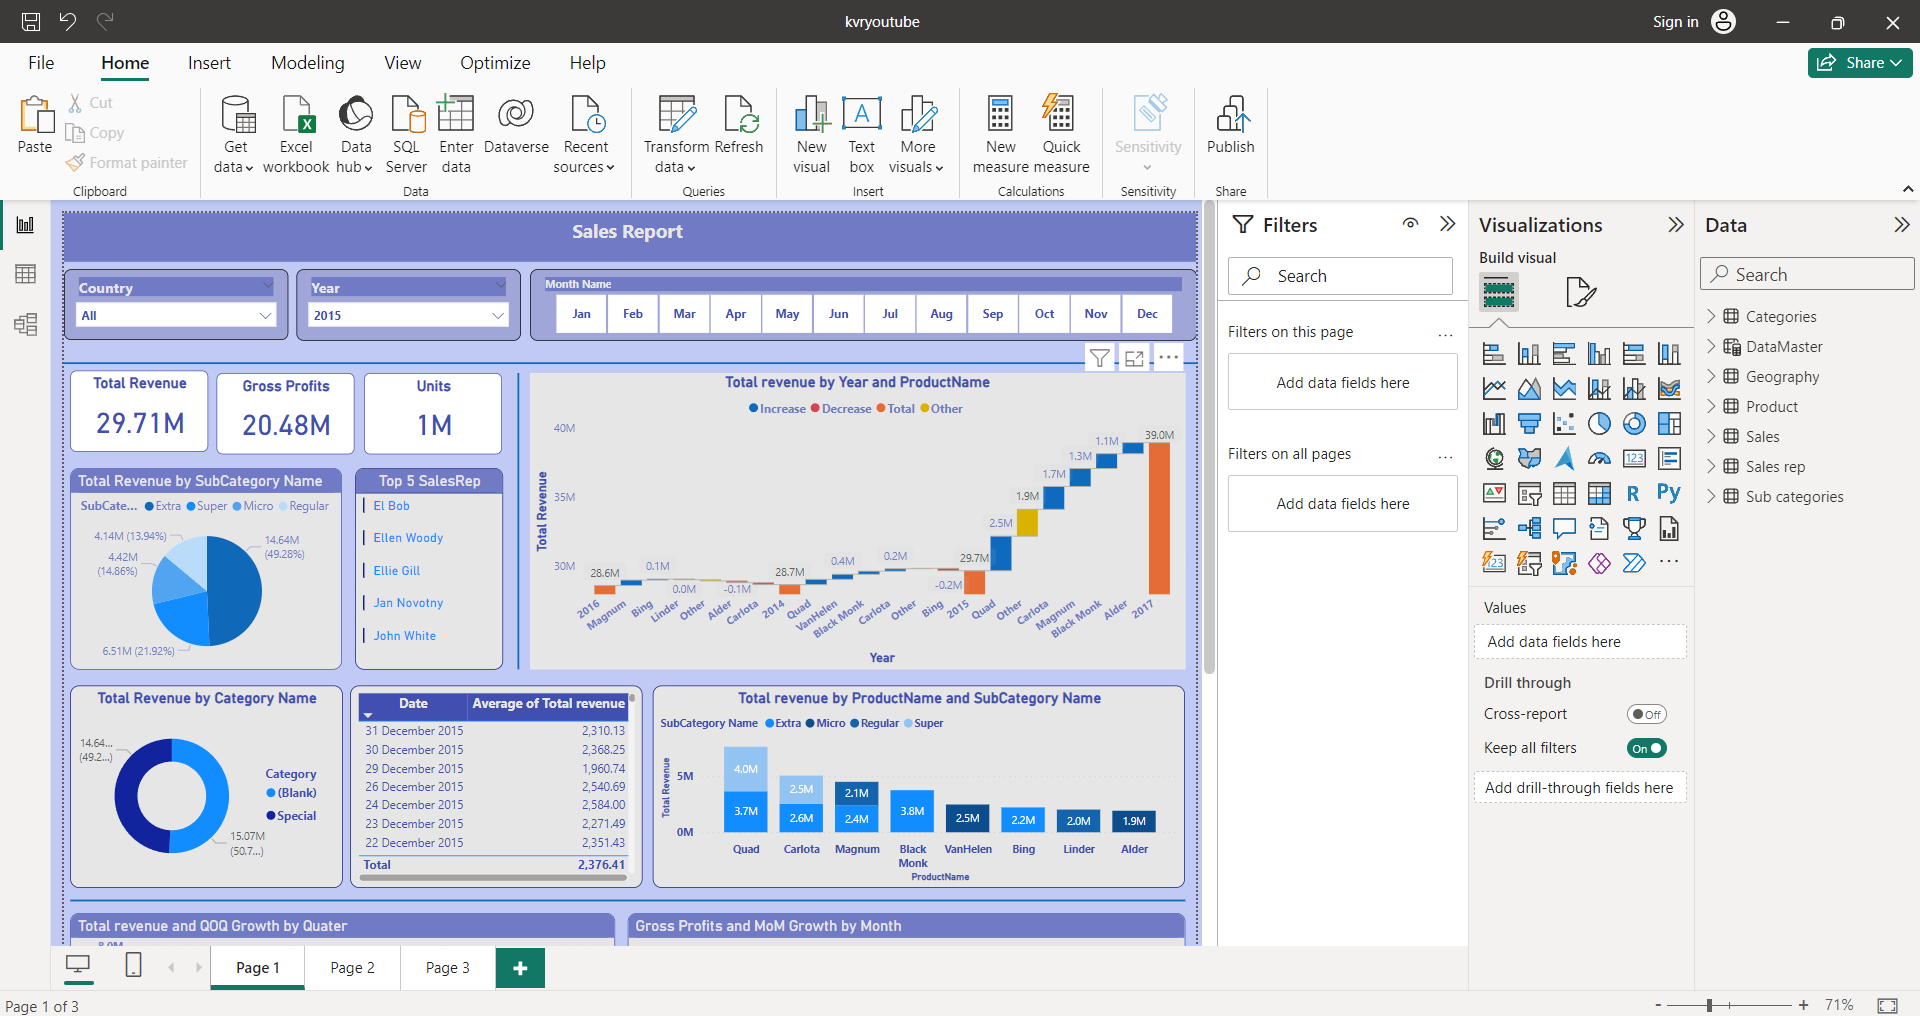 kvryoutube
Sign in
File Home Insert Modeling View Optimize Help
Share
Paste
Cut
Copy
Format painter
Clipboard
Get data
Excel workbook
Data hub
SQL Server
Enter data
Dataverse
Recent sources
Data
Transform data
Refresh
Queries
New visual
Text box
More visuals
Insert
New measure
Quick measure
Calculations
Sensitivity
Sensitivity
Publish
Share
Sales Report
Country
All
Year
2015
Month Name
Jan Feb Mar Apr May Jun Jul Aug Sep Oct Nov Dec
Total Revenue
29.71M
Gross Profits
20.48M
Units
1M
Total Revenue by SubCategory Name
SubCate... Extra Super Micro Regular
4.14M (13.94%)
4.42M
(14.86%)
14.64M
(49.28%)
6.51M (21.92%)
Top 5 SalesRep
El Bob
Ellen Woody
Ellie Gill
Jan Novotny
John White
Total revenue by Year and ProductName
Increase Decrease Total Other
Total Revenue
40M
35M
30M
28.6M 0.1M 0.0M -0.1M 28.7M 0.4M 0.2M -0.2M 29.7M 2.5M 1.9M 1.7M 1.3M 1.1M 39.0M
2016 Magnum Bing Linder Other Alder Carlota 2014 Quad VanHelen Black Monk Carlota Other Bing 2015 Quad Other Carlota Magnum Black Monk Alder 2017
Year
Total Revenue by Category Name
14.64...
(49.2...)
15.07M
(50.7...)
Category
(Blank)
Special
Date Average of Total revenue
31 December 2015 2,310.13
30 December 2015 2,368.25
29 December 2015 1,960.74
26 December 2015 2,540.69
24 December 2015 2,584.00
23 December 2015 2,271.49
22 December 2015 2,351.43
Total 2,376.41
Total revenue by ProductName and SubCategory Name
SubCategory Name Extra Micro Regular Super
Total Revenue
5M
0M
4.0M
3.7M
2.5M
2.6M
2.1M
2.4M
3.8M
2.5M
2.2M
2.0M
1.9M
Quad Carlota Magnum Black Monk VanHelen Bing Linder Alder
ProductName
Total revenue and QOQ Growth by Quater
Gross Profits and MoM Growth by Month
Filters
Search
Filters on this page
...
Add data fields here
Filters on all pages
...
Add data fields here
Visualizations
Build visual
123
R
Py
123
...
Values
Add data fields here
Drill through
Cross-report
Off
Keep all filters
On
Add drill-through fields here
Data
Search
Categories
DataMaster
Geography
Product
Sales
Sales rep
Sub categories
Page 1 Page 2 Page 3 +
Page 1 of 3
- + 71%